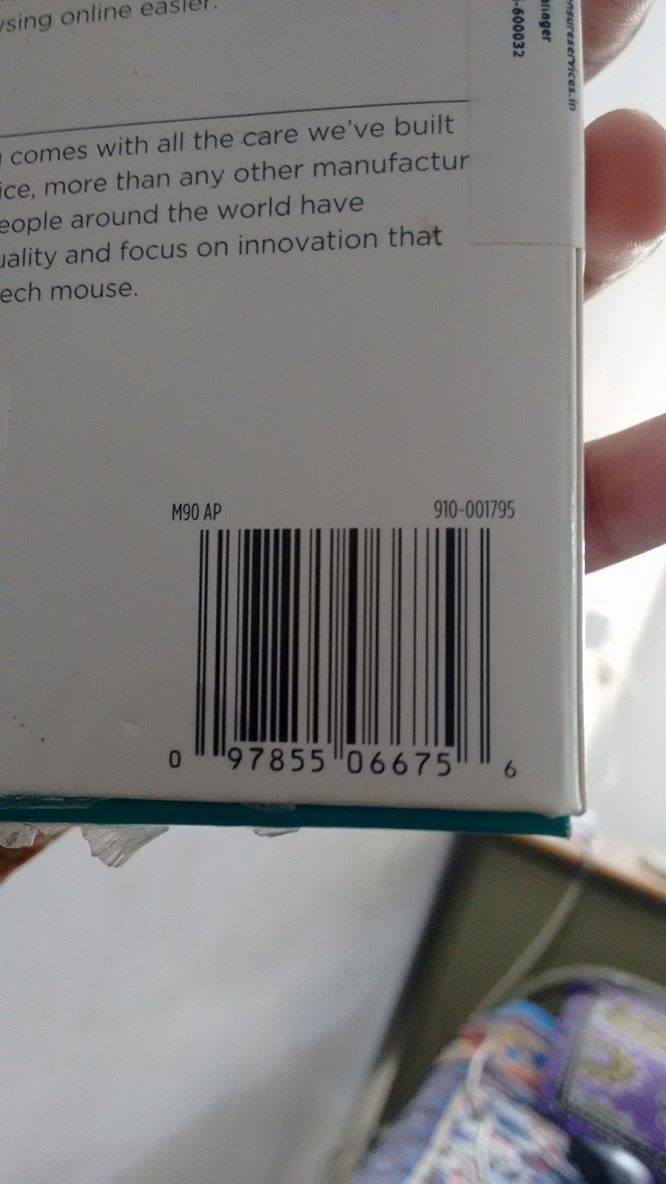 sing online easier.
comes with all the care we've built
ice, more than any other manufactur
eople around the world have
uality and focus on innovation that
ech mouse.
nsureservices.in
anager
-600032
M90 AP
910-001795
0 97855 06675 6